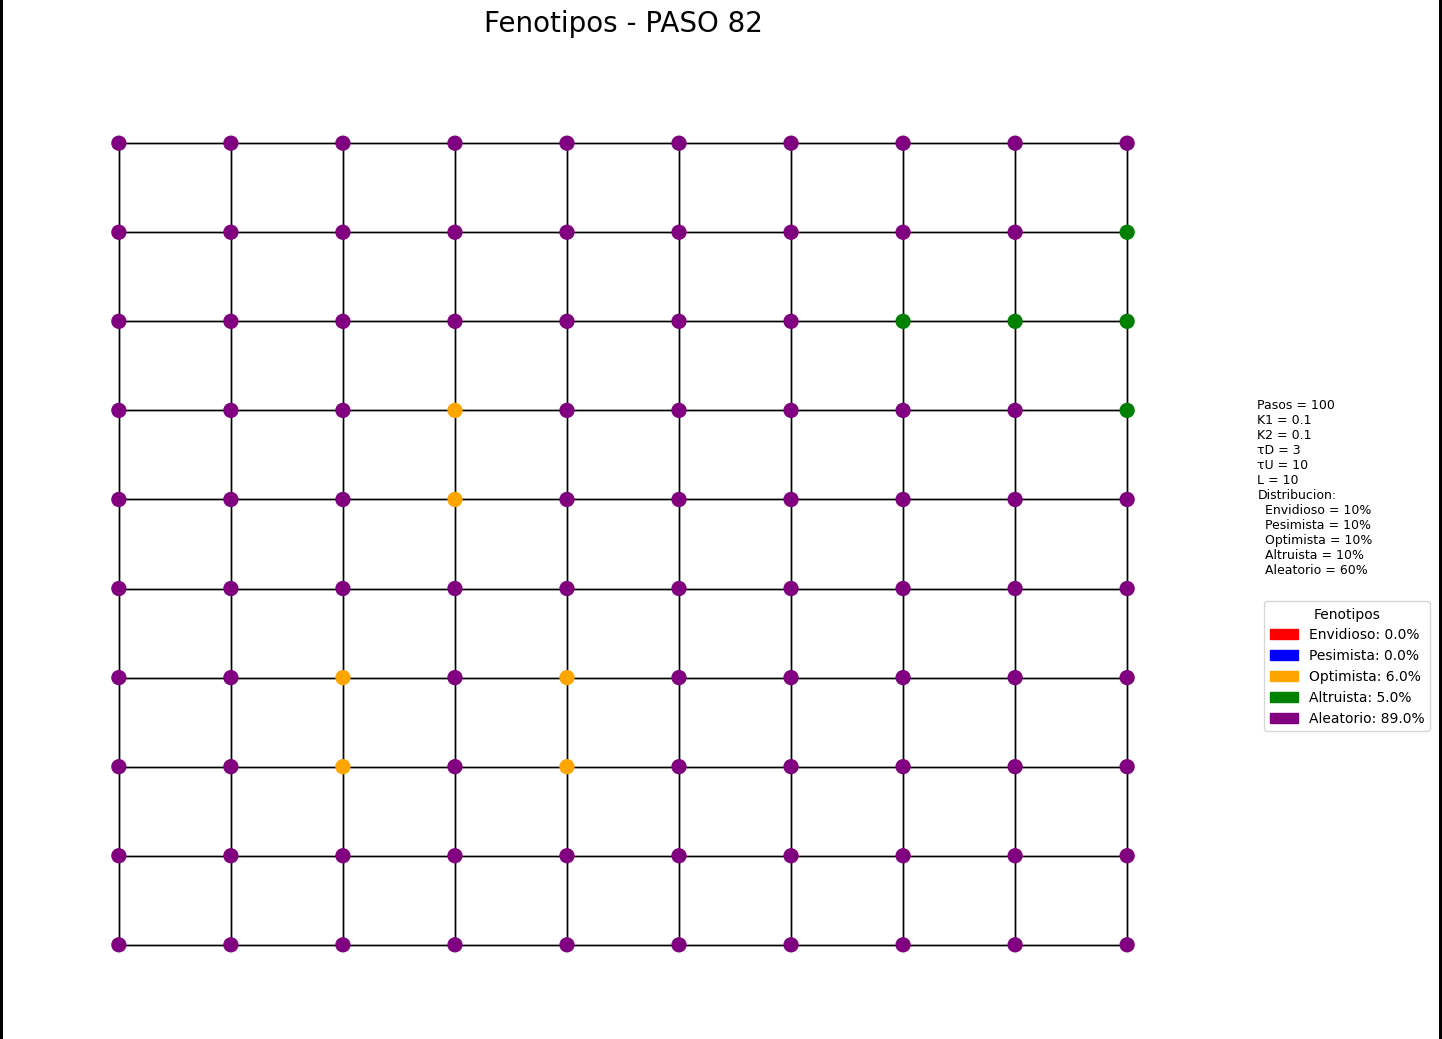 Fenotipos - PASO 82
Pasos = 100
K1 = 0.1
K2 = 0.1
τD = 3
τU = 10
L = 10
Distribucion:
Envidioso = 10%
Pesimista = 10%
Optimista = 10%
Altruista = 10%
Aleatorio = 60%
Fenotipos
Envidioso: 0.0%
Pesimista: 0.0%
Optimista: 6.0%
Altruista: 5.0%
Aleatorio: 89.0%